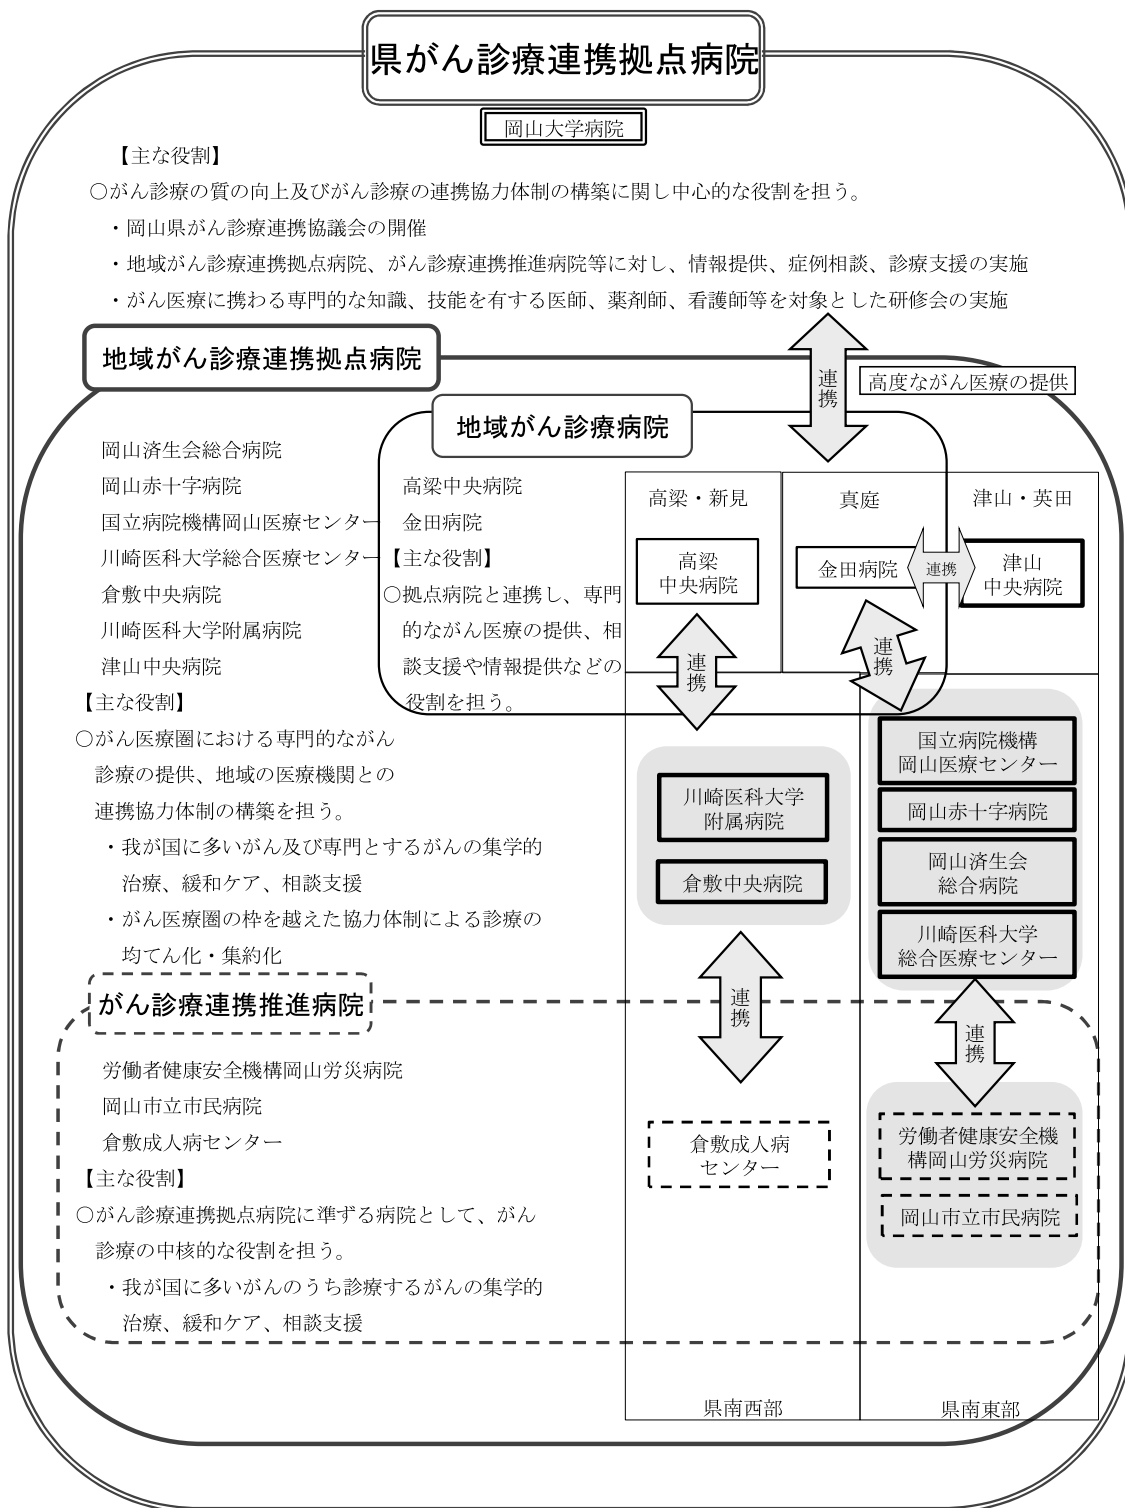 県がん診療連携拠点病院
岡山大学病院
【主な役割】
○がん診療の質の向上及びがん診療の連携協力体制の構築に関し中心的な役割を担う。
・岡山県がん診療連携協議会の開催
・地域がん診療連携拠点病院、がん診療連携推進病院等に対し、情報提供、症例相談、診療支援の実施
・がん医療に携わる専門的な知識、技能を有する医師、薬剤師、看護師等を対象とした研修会の実施
連携
高度ながん医療の提供
地域がん診療連携拠点病院
岡山済生会総合病院
岡山赤十字病院
国立病院機構岡山医療センター
川崎医科大学総合医療センター
倉敷中央病院
川崎医科大学附属病院
津山中央病院
【主な役割】
○がん医療圏における専門的ながん
診療の提供、地域の医療機関との
連携協力体制の構築を担う。
・我が国に多いがん及び専門とするがんの集学的
治療、緩和ケア、相談支援
・がん医療圏の枠を越えた協力体制による診療の
均てん化・集約化
地域がん診療病院
高梁中央病院
金田病院
【主な役割】
○拠点病院と連携し、専門
的ながん医療の提供、相
談支援や情報提供などの
役割を担う。
高梁・新見
真庭
津山・英田
高梁
中央病院
金田病院
連携
津山
中央病院
連携
連携
川崎医科大学
附属病院
倉敷中央病院
国立病院機構
岡山医療センター
岡山赤十字病院
岡山済生会
総合病院
川崎医科大学
総合医療センター
連携
連携
がん診療連携推進病院
労働者健康安全機構岡山労災病院
岡山市立市民病院
倉敷成人病センター
【主な役割】
○がん診療連携拠点病院に準ずる病院として、がん
診療の中核的な役割を担う。
・我が国に多いがんのうち診療するがんの集学的
治療、緩和ケア、相談支援
倉敷成人病
センター
労働者健康安全機
構岡山労災病院
岡山市立市民病院
県南西部
県南東部